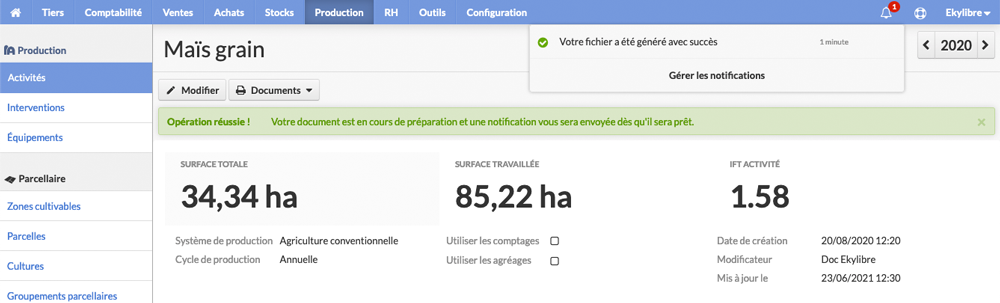 Tiers Comptabilité Ventes Achats Stocks Production RH Outils Configuration 1 Ekylibre
Production
Activités
Interventions
Équipements
Parcellaire
Zones cultivables
Parcelles
Cultures
Groupements parcellaires
Maïs grain
Votre fichier a été généré avec succès 1 minute
Gérer les notifications
2020
Modifier Documents
Opération réussie ! Votre document est en cours de préparation et une notification vous sera envoyée dès qu'il sera prêt. ×
SURFACE TOTALE
34,34 ha
SURFACE TRAVAILLÉE
85,22 ha
IFT ACTIVITÉ
1.58
Système de production Agriculture conventionnelle
Cycle de production Annuelle
Utiliser les comptages
Utiliser les agréages
Date de création 20/08/2020 12:20
Modificateur Doc Ekylibre
Mis à jour le 23/06/2021 12:30